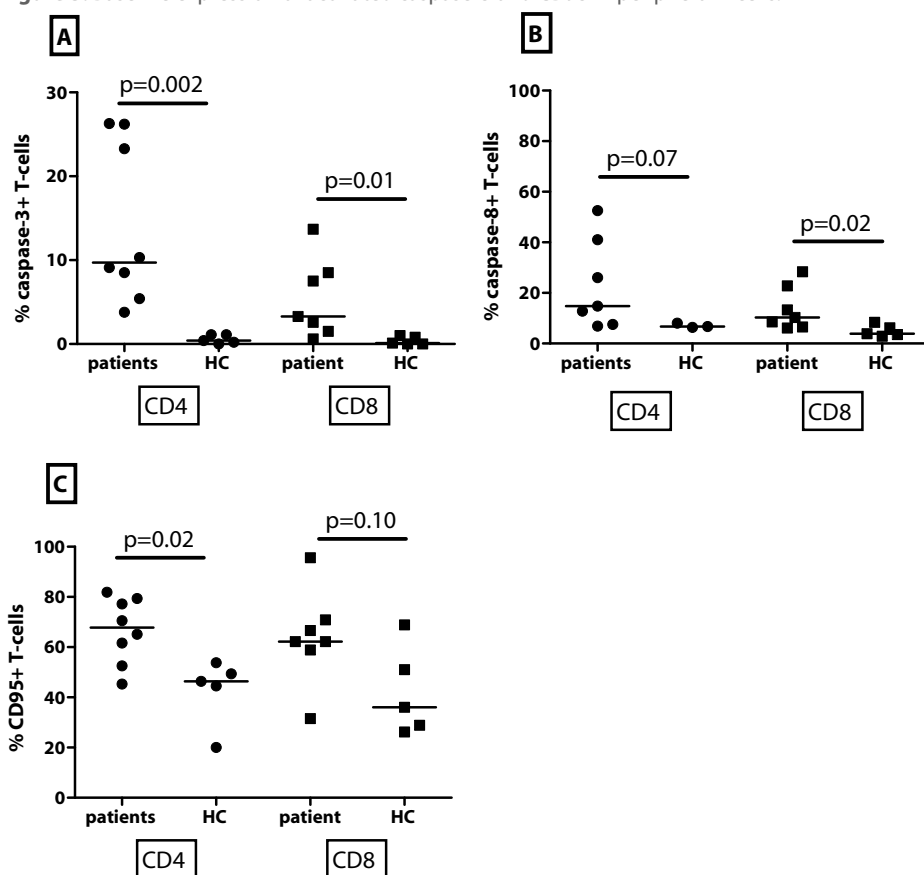 A
p=0.002
p=0.01
% caspase-3+ T-cells
30
20
10
0
patients HC patient HC
CD4 CD8
B
p=0.07
p=0.02
% caspase-8+ T-cells
100
80
60
40
20
0
patients HC patient HC
CD4 CD8
C
p=0.02
p=0.10
% CD95+ T-cells
100
80
60
40
20
0
patients HC patient HC
CD4 CD8